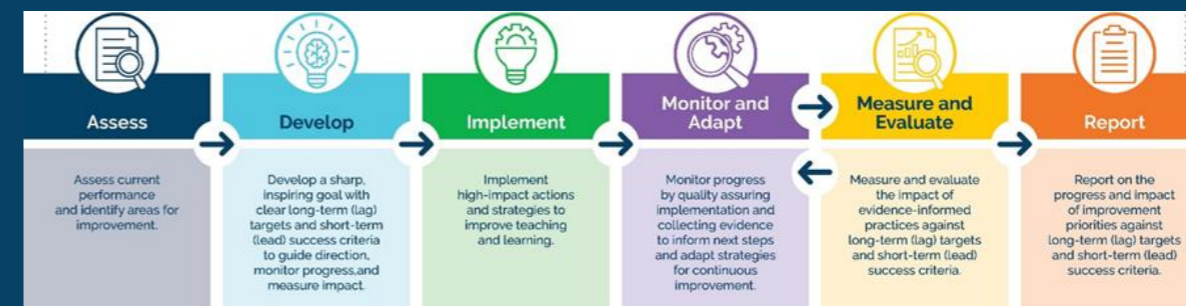 Assess
Assess current
performance
and identify areas for
improvement.
Develop
Develop a sharp,
inspiring goal with
clear long-term (lag)
targets and short-term
(lead) success criteria
to guide direction,
monitor progress,and
measure impact.
Implement
Implement
high-impact actions
and strategies to
improve teaching
and learning.
Monitor and
Adapt
Monitor progress
by quality assuring
implementation and
collecting evidence
to inform next steps
and adapt strategies
for continuous
improvement.
Measure and
Evaluate
Measure and evaluate
the impact of
evidence-informed
practices against
long-term (lag) targets
and short-term (lead)
success criteria.
Report
Report on the
progress and impact
of improvement
priorities against
long-term (lag) targets
and short-term (lead)
success criteria.